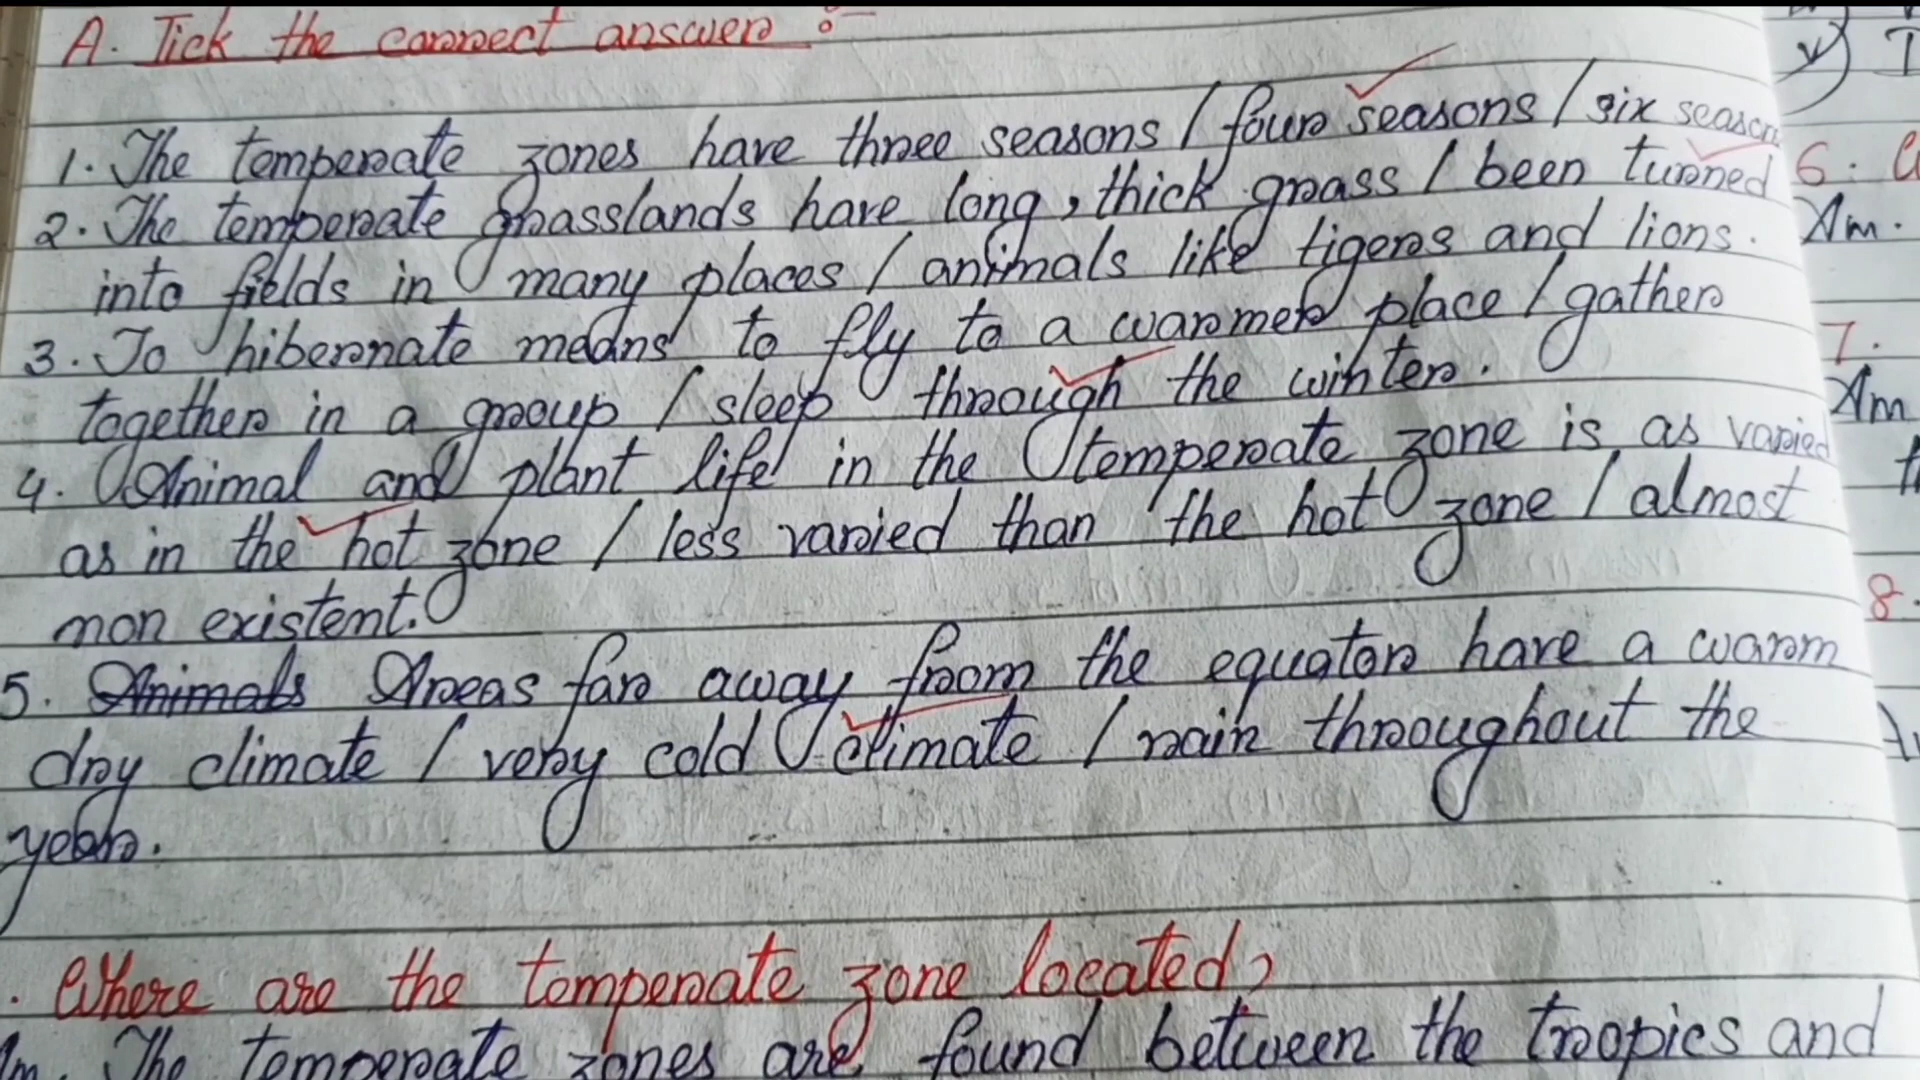 A. Tick the correct answer :-
1. The temperate zones have three seasons / four seasons / six season
2. The temperate grasslands have long, thick grass / been turned
into fields in many places / animals like tigers and lions.
3. To hibernate means to fly to a warmer place / gather
together in a group / sleep through the winter.
4. Animal and plant life in the temperate zone is as varied
as in the hot zone / less varied than the hot zone / almost
non existent.
5. Animals Areas far away from the equator have a warm
dry climate / very cold climate / rain throughout the
year.
Where are the temperate zone located?
The temperate zones are found between the tropics and
6.
7.
8.